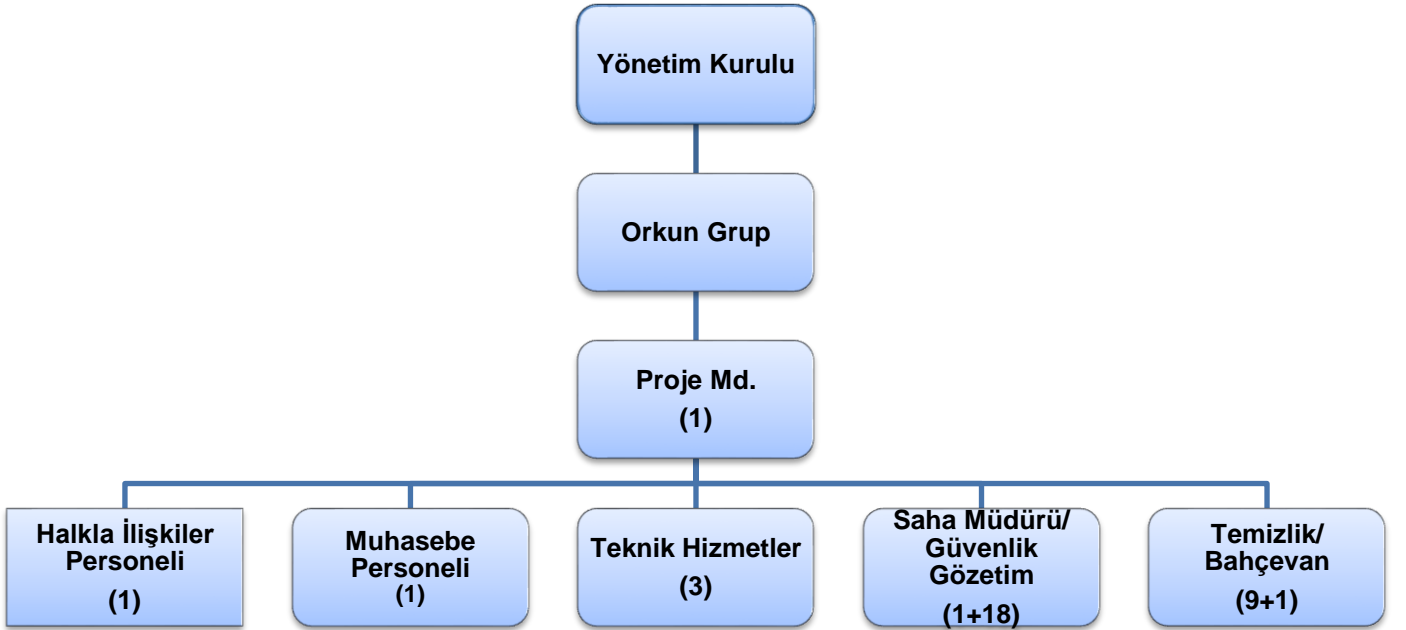 Yönetim Kurulu
Orkun Grup
Proje Md.
(1)
Halkla İlişkiler
Personeli
(1)
Muhasebe
Personeli
(1)
Teknik Hizmetler
(3)
Saha Müdürü/
Güvenlik
Gözetim
(1+18)
Temizlik/
Bahçevan
(9+1)